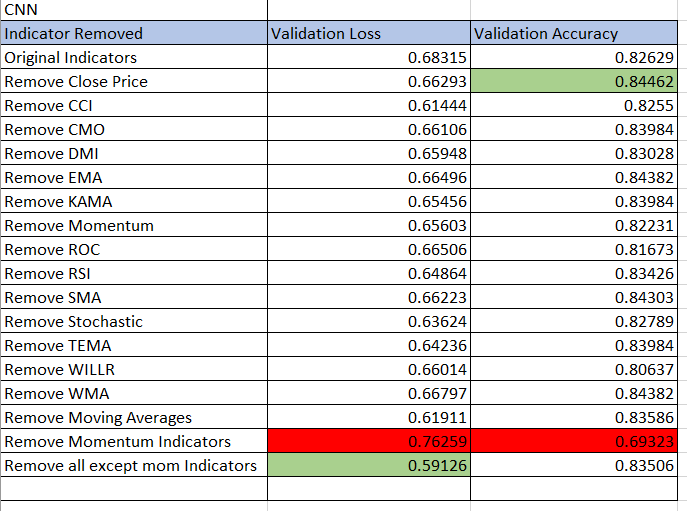 CNN
Indicator Removed Validation Loss Validation Accuracy
Original Indicators 0.68315 0.82629
Remove Close Price 0.66293 0.84462
Remove CCI 0.61444 0.8255
Remove CMO 0.66106 0.83984
Remove DMI 0.65948 0.83028
Remove EMA 0.66496 0.84382
Remove KAMA 0.65456 0.83984
Remove Momentum 0.65603 0.82231
Remove ROC 0.66506 0.81673
Remove RSI 0.64864 0.83426
Remove SMA 0.66223 0.84303
Remove Stochastic 0.63624 0.82789
Remove TEMA 0.64236 0.83984
Remove WILLR 0.66014 0.80637
Remove WMA 0.66797 0.84382
Remove Moving Averages 0.61911 0.83586
Remove Momentum Indicators 0.76259 0.69323
Remove all except mom Indicators 0.59126 0.83506